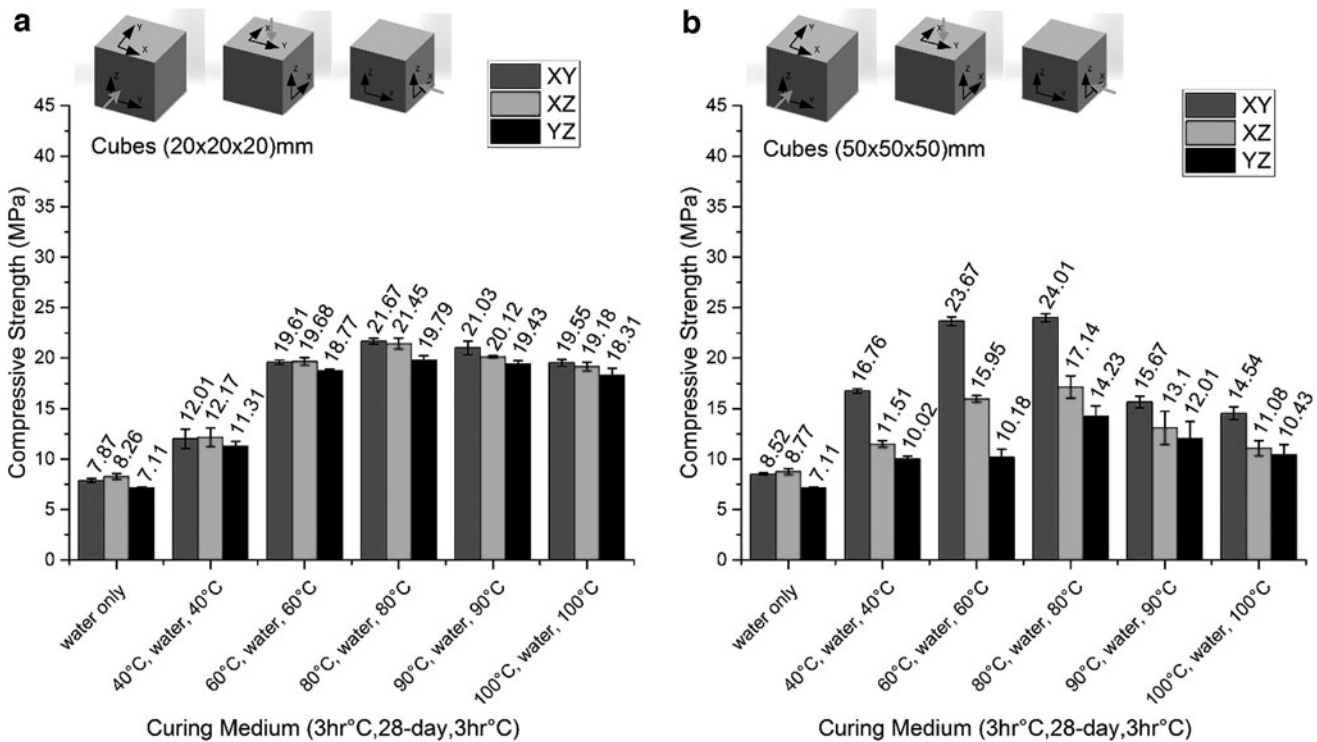 a
XY
XZ
YZ
Cubes (20x20x20)mm
Compressive Strength (MPa)
45
40
35
30
25
20
15
10
5
0
7.87
8.26
7.11
12.01
12.17
11.31
19.61
19.68
18.77
21.67
21.45
19.79
21.03
20.12
19.43
19.55
19.18
18.31
water only
40°C, water, 40°C
60°C, water, 60°C
80°C, water, 80°C
90°C, water, 90°C
100°C, water, 100°C
Curing Medium (3hr°C,28-day,3hr°C)
b
XY
XZ
YZ
Cubes (50x50x50)mm
Compressive Strength (MPa)
45
40
35
30
25
20
15
10
5
0
8.52
8.77
7.11
16.76
11.51
10.02
23.67
15.95
10.18
24.01
17.14
14.23
15.67
13.1
12.01
14.54
11.08
10.43
water only
40°C, water, 40°C
60°C, water, 60°C
80°C, water, 80°C
90°C, water, 90°C
100°C, water, 100°C
Curing Medium (3hr°C,28-day,3hr°C)